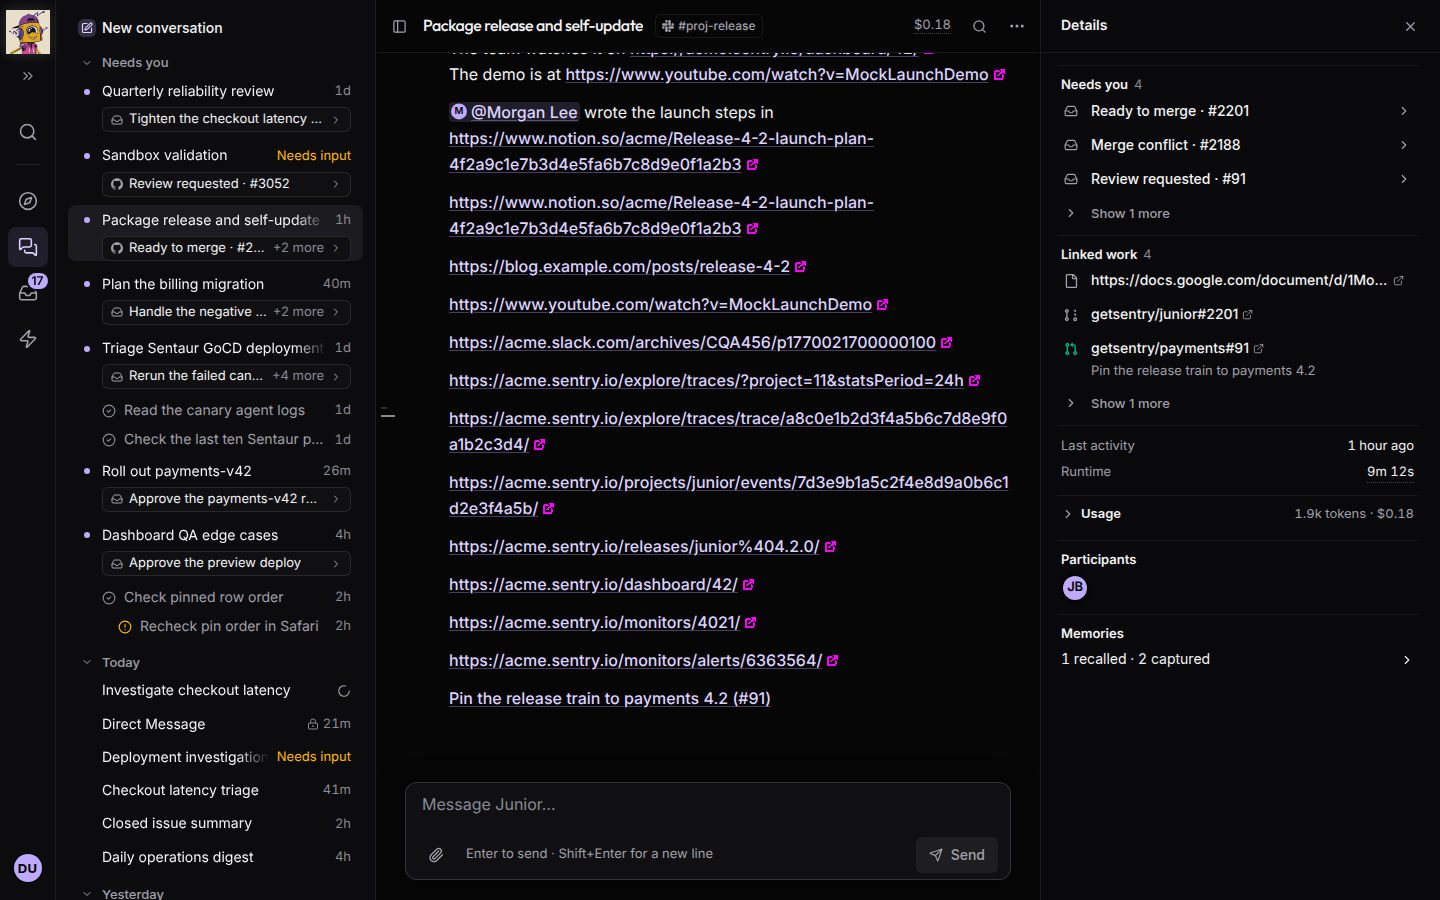 New conversation
Needs you
Quarterly reliability review 1d
Tighten the checkout latency ...
Sandbox validation Needs input
Review requested · #3052
Package release and self-update 1h
Ready to merge · #2... +2 more
Plan the billing migration 40m
Handle the negative ... +2 more
Triage Sentaur GoCD deployment 1d
Rerun the failed can... +4 more
Read the canary agent logs 1d
Check the last ten Sentaur p... 1d
Roll out payments-v42 26m
Approve the payments-v42 r...
Dashboard QA edge cases 4h
Approve the preview deploy
Check pinned row order 2h
Recheck pin order in Safari 2h
Today
Investigate checkout latency
Direct Message 21m
Deployment investigation Needs input
Checkout latency triage 41m
Closed issue summary 2h
Daily operations digest 4h
Yesterday
17
DU
Package release and self-update #proj-release $0.18
The demo is at https://www.youtube.com/watch?v=MockLaunchDemo
M @Morgan Lee wrote the launch steps in
https://www.notion.so/acme/Release-4-2-launch-plan-
4f2a9c1e7b3d4e5fa6b7c8d9e0f1a2b3
https://www.notion.so/acme/Release-4-2-launch-plan-
4f2a9c1e7b3d4e5fa6b7c8d9e0f1a2b3
https://blog.example.com/posts/release-4-2
https://www.youtube.com/watch?v=MockLaunchDemo
https://acme.slack.com/archives/CQA456/p1770021700000100
https://acme.sentry.io/explore/traces/?project=11&statsPeriod=24h
https://acme.sentry.io/explore/traces/trace/a8c0e1b2d3f4a5b6c7d8e9f0
a1b2c3d4/
https://acme.sentry.io/projects/junior/events/7d3e9b1a5c2f4e8d9a0b6c1
d2e3f4a5b/
https://acme.sentry.io/releases/junior%404.2.0/
https://acme.sentry.io/dashboard/42/
https://acme.sentry.io/monitors/4021/
https://acme.sentry.io/monitors/alerts/6363564/
Pin the release train to payments 4.2 (#91)
Message Junior...
Enter to send · Shift+Enter for a new line
Send
Details
Needs you 4
Ready to merge · #2201
Merge conflict · #2188
Review requested · #91
Show 1 more
Linked work 4
https://docs.google.com/document/d/1Mo...
getsentry/junior#2201
getsentry/payments#91
Pin the release train to payments 4.2
Show 1 more
Last activity 1 hour ago
Runtime 9m 12s
Usage 1.9k tokens · $0.18
Participants
JB
Memories
1 recalled · 2 captured